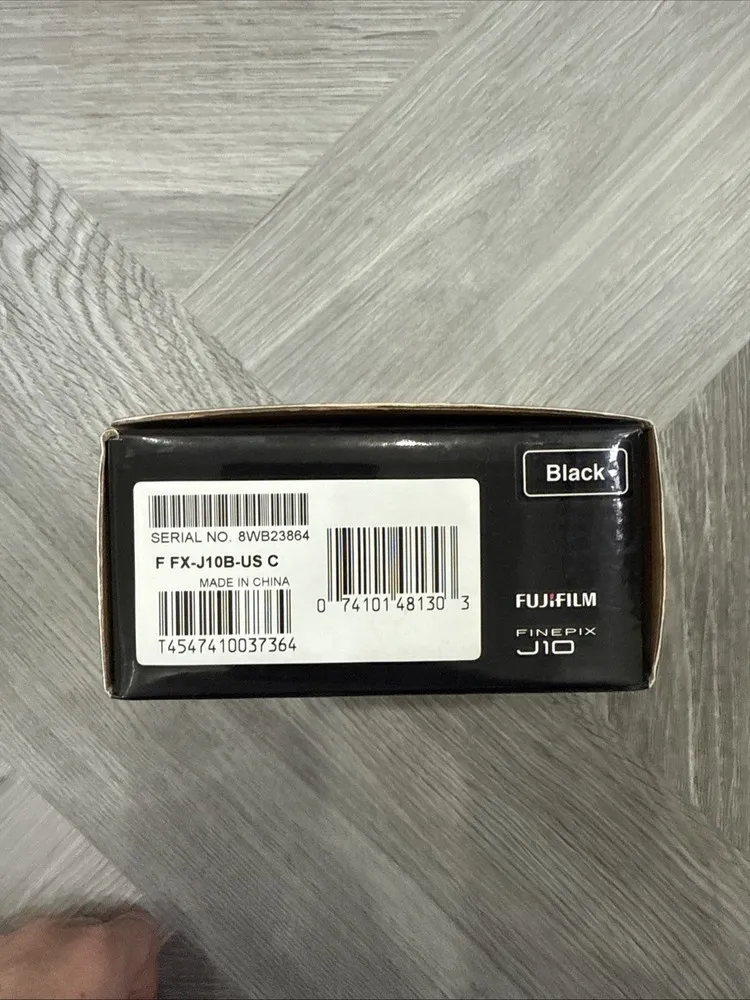 Black
SERIAL NO. 8WB23864
F FX-J10B-US C
MADE IN CHINA
T4547410037364
0 74101 48130 3
FUJIFILM
FINEPIX
J10